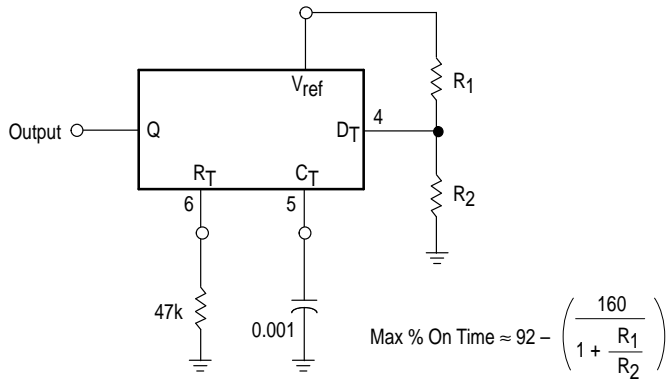 V_ref
R_1
4
Output
Q
D_T
R_T
C_T
R_2
6
5
47k
0.001
Max % On Time ≈ 92 – ( 160 / ( 1 + R_1 / R_2 ) )